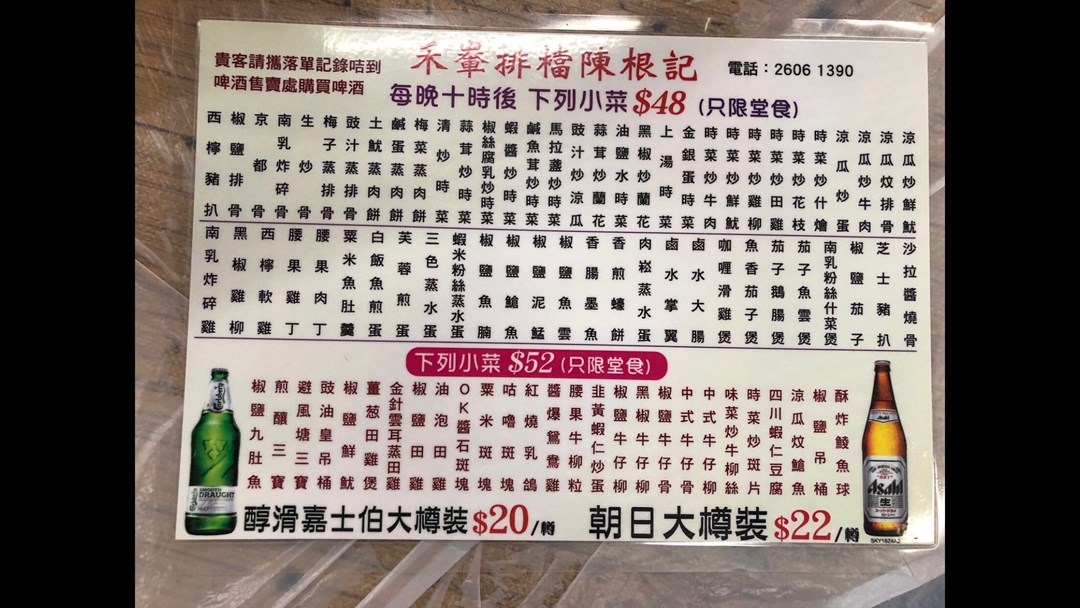 貴客請攜落單記錄咭到
啤酒售賣處購買啤酒
禾輋排檔陳根記
電話：2606 1390
每晚十時後 下列小菜 $48 (只限堂食)
涼瓜炒鮮魷
涼瓜炆排骨
涼瓜炒牛肉
涼瓜炒蛋
時菜炒什燴
時菜炒花枝
時菜炒田雞
時菜炒雞柳
時菜炒鮮魷
時菜炒牛肉
金銀蛋時菜
上湯時菜
黑椒炒蘭花
油鹽水時菜
蒜茸炒蘭花
豉汁炒涼瓜
馬拉盞炒時菜
鹹魚茸炒時菜
蝦醬炒時菜
椒絲腐乳炒時菜
蒜茸炒時菜
清炒時菜
梅菜蒸肉餅
鹹蛋蒸肉餅
土魷蒸肉餅
豉汁蒸排骨
梅子蒸排骨
生炒骨
南乳炸碎骨
京都骨
椒鹽排骨
西檸豬扒
沙拉醬燒骨
芝士豬扒
椒鹽茄子
南乳粉絲什菜煲
茄子魚雲煲
茄子鵝腸煲
魚香茄子煲
咖喱滑雞煲
鹵水大腸
鹵水掌翼
肉崧蒸水蛋
香煎蠔餅
香腸墨魚
椒鹽魚雲
椒鹽泥鯭
椒鹽鯧魚
椒鹽魚腩
蝦米粉絲蒸水蛋
三色蒸水蛋
芙蓉煎蛋
白飯魚煎蛋
粟米魚肚羹
腰果肉丁
腰果雞丁
西檸軟雞
黑椒雞柳
南乳炸碎雞
下列小菜 $52 (只限堂食)
酥炸鯪魚球
椒鹽吊桶
涼瓜炆鯧魚
四川蝦仁豆腐
時菜炒斑片
味菜炒牛柳絲
中式牛仔骨
中式牛仔柳
椒鹽牛仔骨
黑椒牛仔柳
椒鹽牛仔柳
韭黃蝦仁炒蛋
腰果牛柳粒
醬爆鴛鴦雞
紅燒乳鴿
咕嚕斑塊
粟米斑塊
OK醬石斑塊
油泡田雞
椒鹽田雞
金針雲耳蒸田雞
薑葱田雞煲
椒鹽鮮魷
豉油皇吊桶
避風塘三寶
煎釀三寶
椒鹽九肚魚
Carlsberg
SMOOTH
DRAUGHT
醇滑嘉士伯大樽裝 $20/樽
朝日大樽裝 $22/樽
Asahi
生